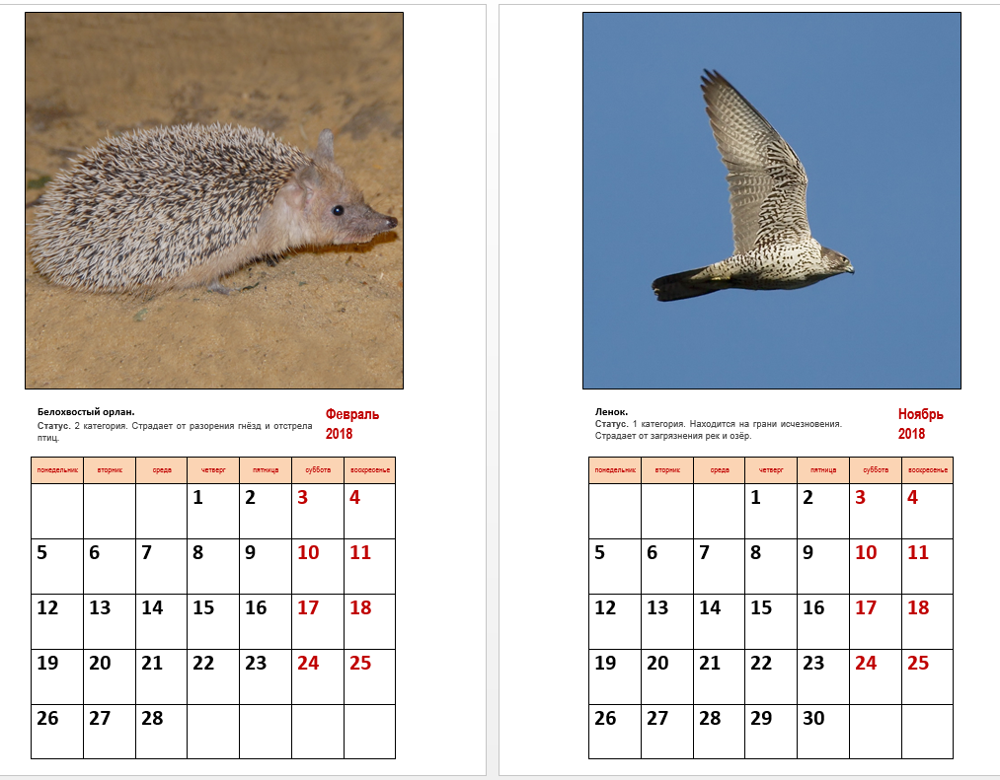 Белохвостый орлан.
Статус. 2 категория. Страдает от разорения гнёзд и отстрела
птиц.
Февраль
2018
понедельник вторник среда четверг пятница суббота воскресенье
1 2 3 4
5 6 7 8 9 10 11
12 13 14 15 16 17 18
19 20 21 22 23 24 25
26 27 28
Ленок.
Статус. 1 категория. Находится на грани исчезновения.
Страдает от загрязнения рек и озёр.
Ноябрь
2018
понедельник вторник среда четверг пятница суббота воскресенье
1 2 3 4
5 6 7 8 9 10 11
12 13 14 15 16 17 18
19 20 21 22 23 24 25
26 27 28 29 30